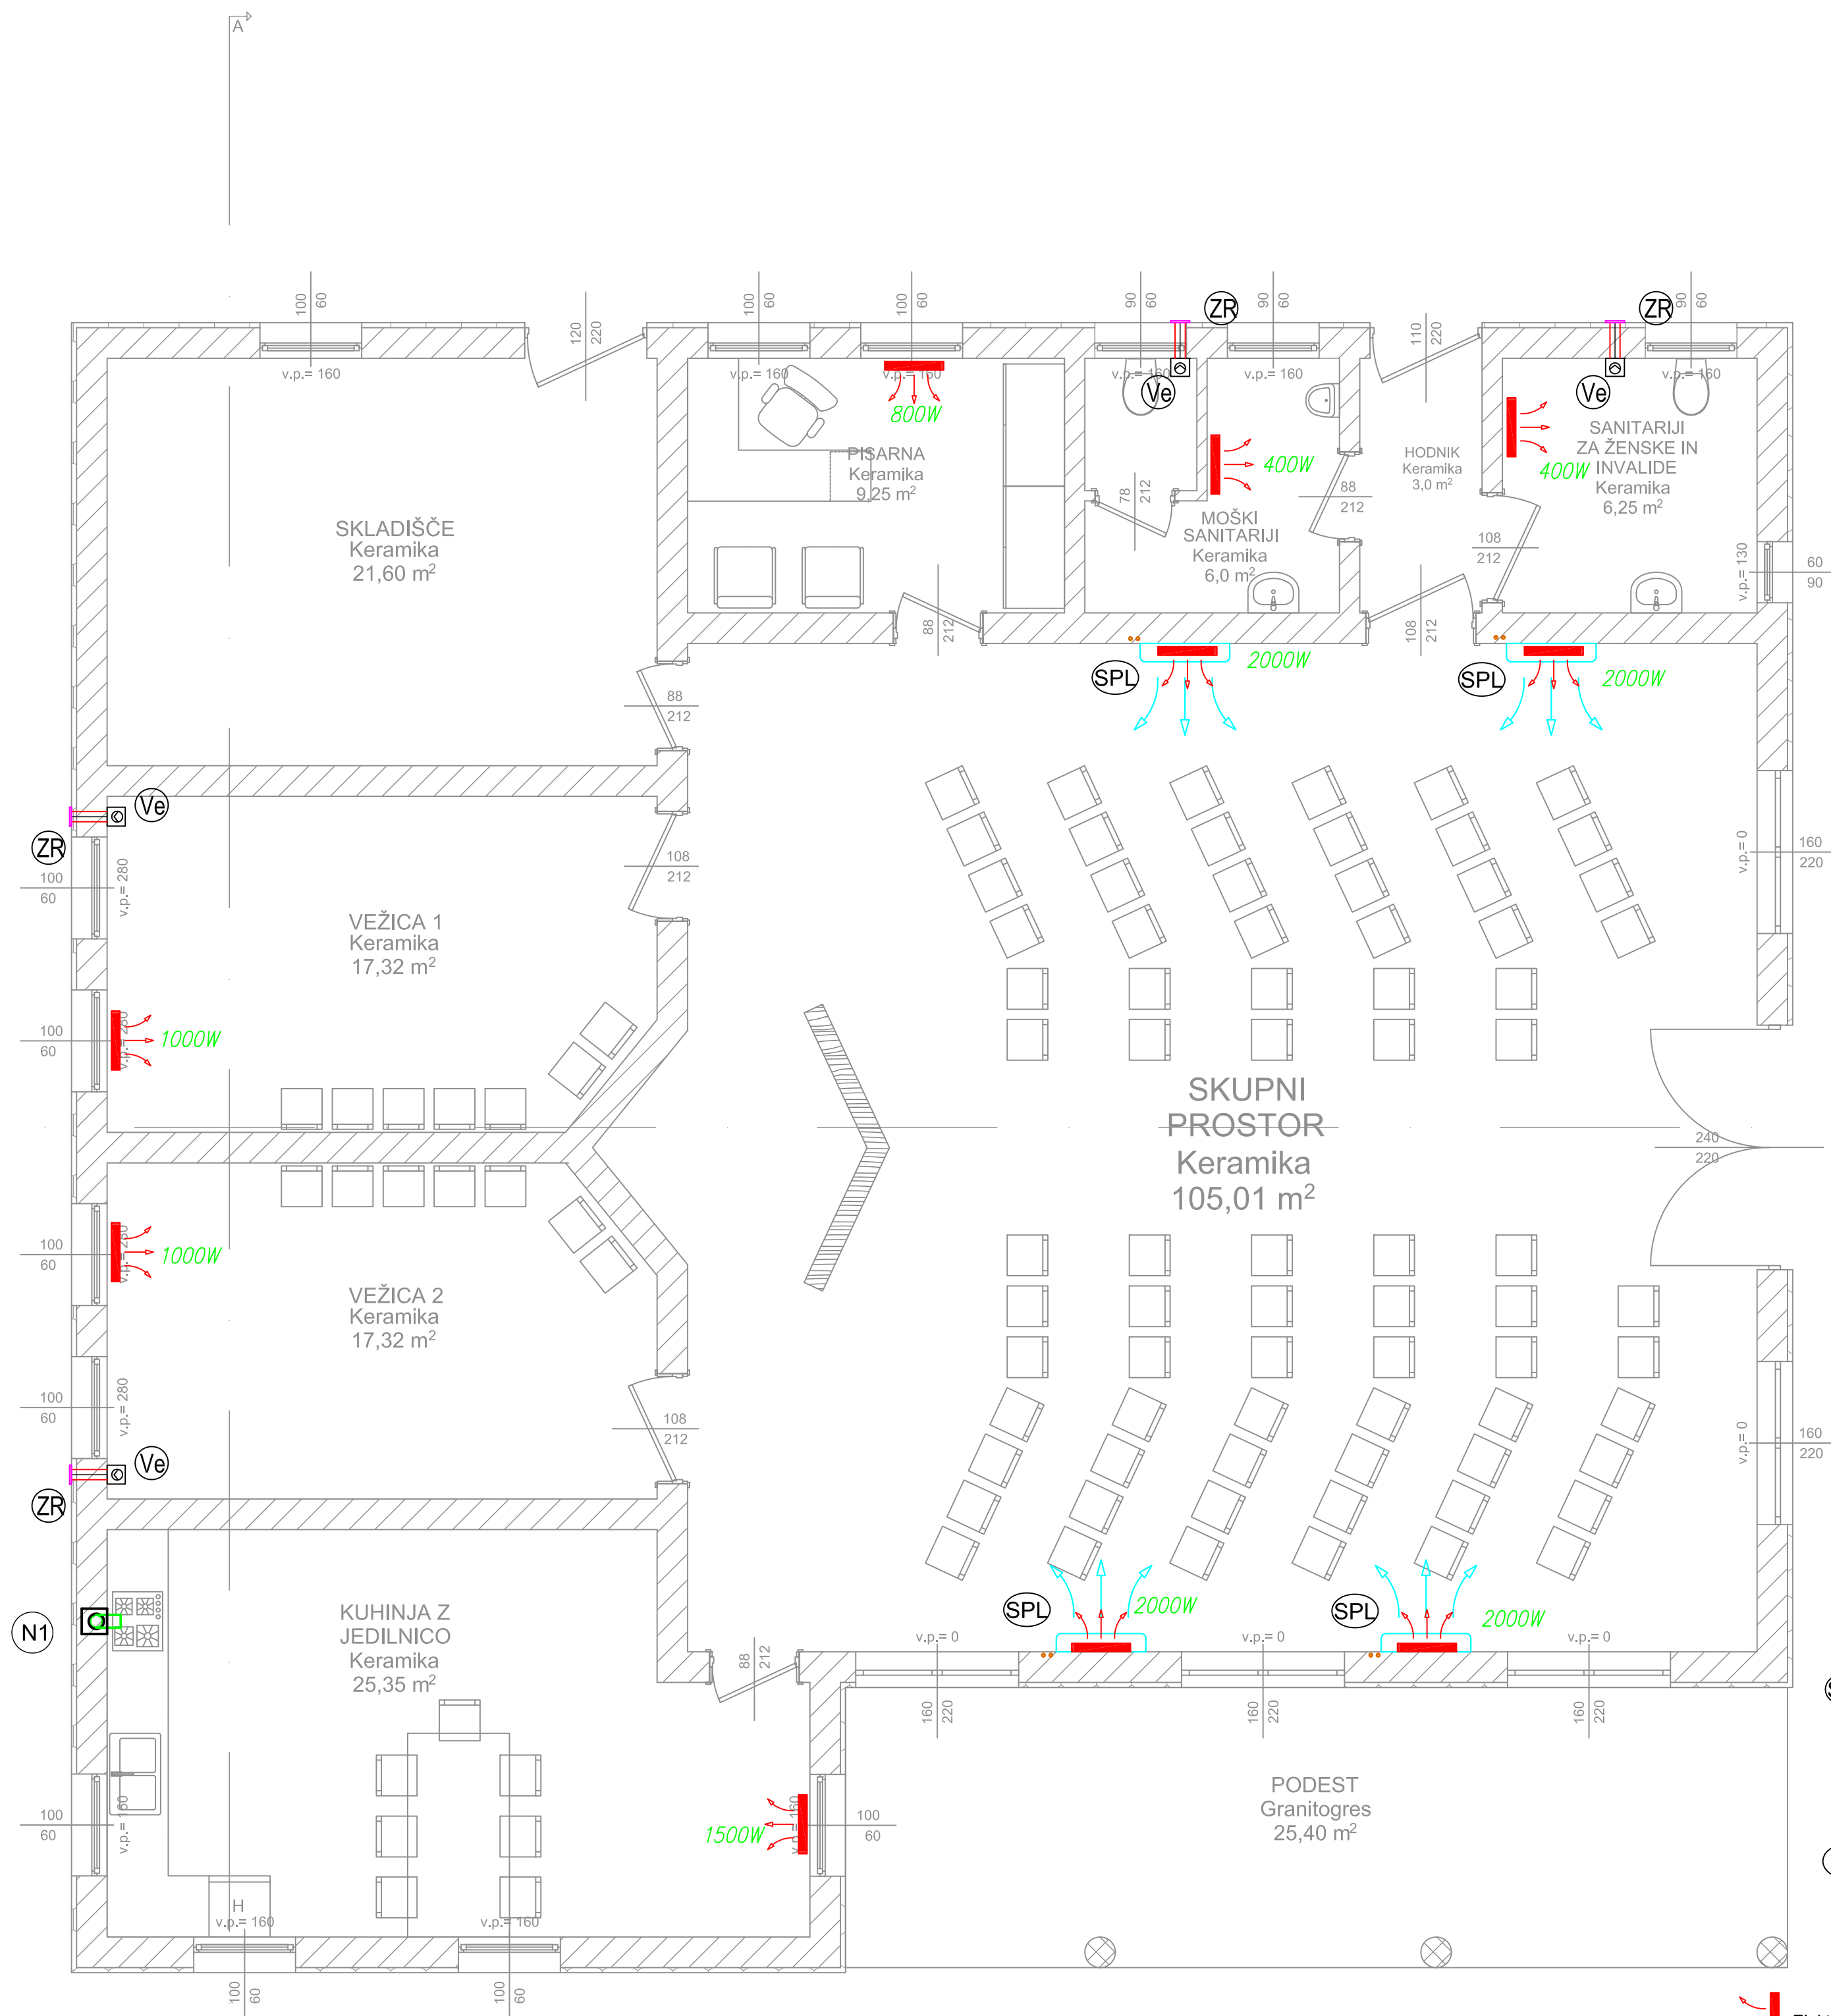 A
100
60
100
60
100
60
90
60
90
60
90
60
120
220
110
220
ZR
ZR
v.p.= 160
v.p.= 160
v.p.= 160
v.p.= 160
v.p.= 160
v.p.= 160
Ve
Ve
800W
400W
400W
PISARNA
Keramika
9,25 m²
HODNIK
Keramika
3,0 m²
SANITARIJI
ZA ŽENSKE IN
INVALIDE
Keramika
6,25 m²
SKLADIŠČE
Keramika
21,60 m²
MOŠKI
SANITARIJI
Keramika
6,0 m²
78
212
88
212
108
212
v.p.= 130
60
90
88
212
108
212
SPL
2000W
SPL
2000W
88
212
Ve
ZR
100
60
v.p.= 280
108
212
v.p.= 0
160
220
VEŽICA 1
Keramika
17,32 m²
100
60
v.p.= 280
1000W
SKUPNI
PROSTOR
Keramika
105,01 m²
240
220
100
60
v.p.= 280
1000W
VEŽICA 2
Keramika
17,32 m²
100
60
v.p.= 280
108
212
v.p.= 0
160
220
Ve
ZR
N1
KUHINJA Z
JEDILNICO
Keramika
25,35 m²
SPL
2000W
SPL
2000W
88
212
v.p.= 0
v.p.= 0
v.p.= 0
160
220
160
220
160
220
100
60
v.p.= 160
1500W
v.p.= 160
100
60
PODEST
Granitogres
25,40 m²
H
v.p.= 160
v.p.= 160
100
60
100
60